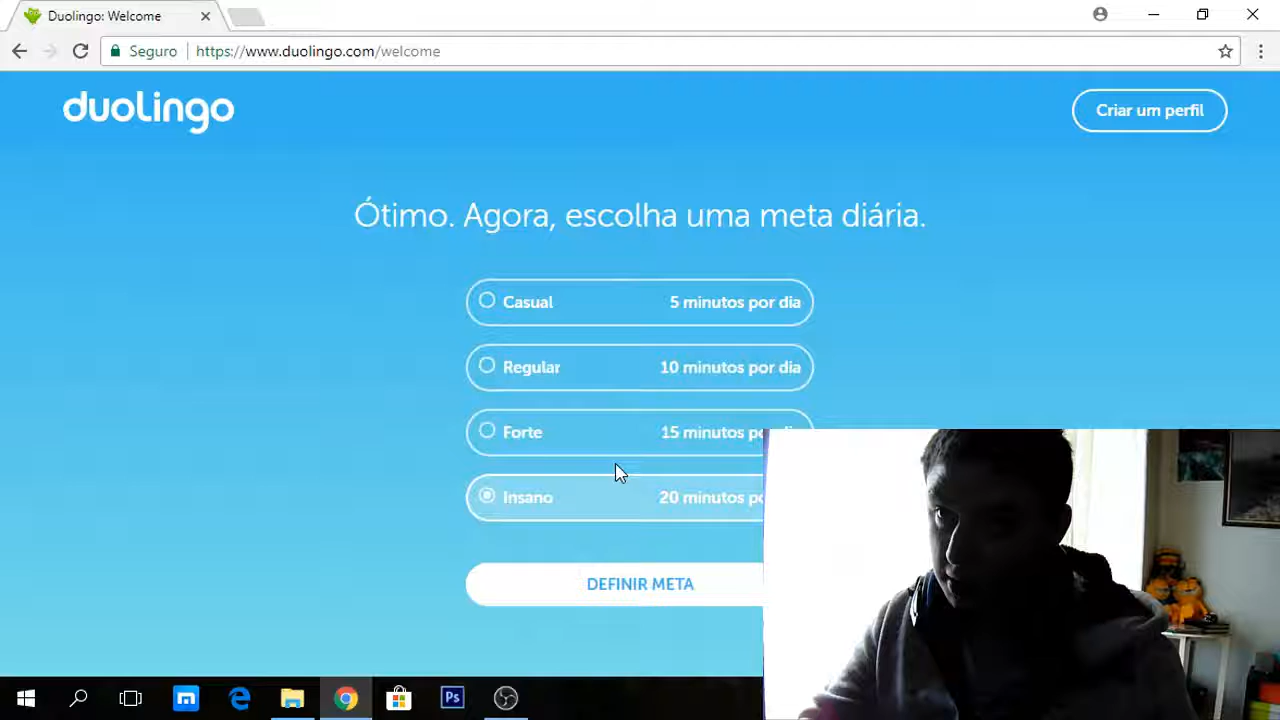 Duolingo: Welcome
Seguro
https://www.duolingo.com/welcome
duolingo
Criar um perfil
Ótimo. Agora, escolha uma meta diária.
Casual 5 minutos por dia
Regular 10 minutos por dia
Forte 15 minutos
Insano 20 minutos
DEFINIR META
Ps